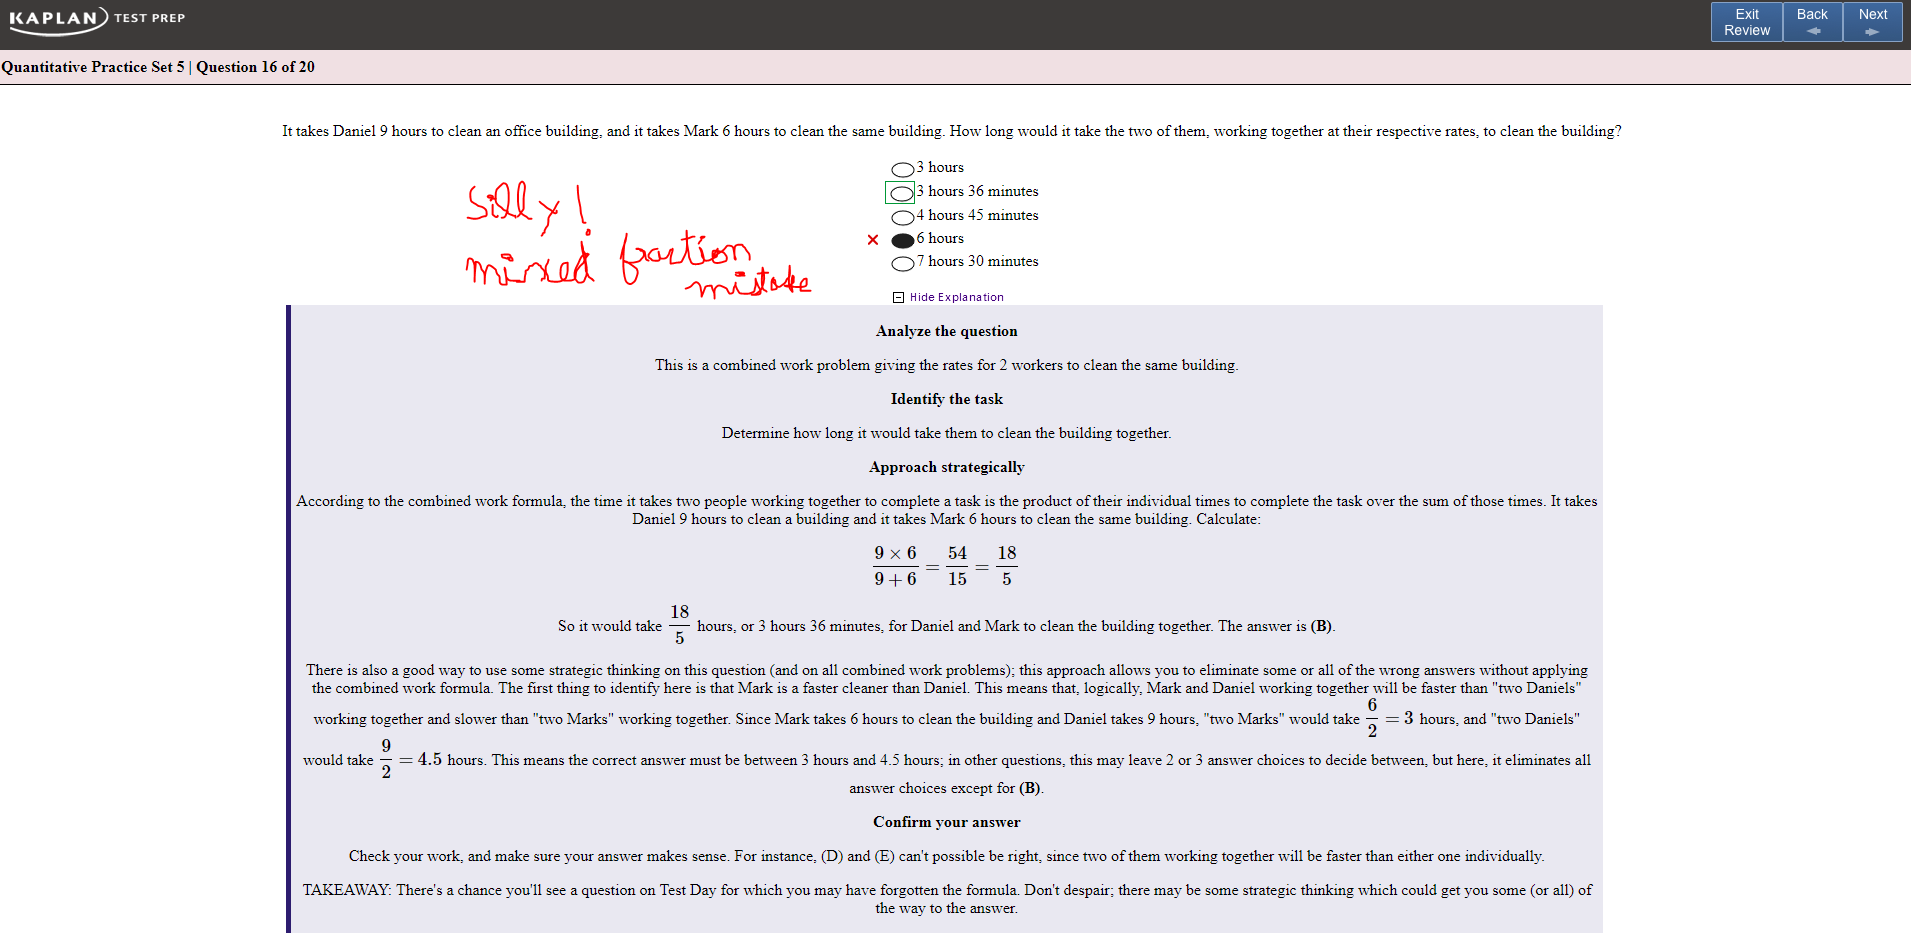 KAPLAN TEST PREP
Exit Review
Back
Next
Quantitative Practice Set 5 | Question 16 of 20
It takes Daniel 9 hours to clean an office building, and it takes Mark 6 hours to clean the same building. How long would it take the two of them, working together at their respective rates, to clean the building?
3 hours
3 hours 36 minutes
4 hours 45 minutes
6 hours
7 hours 30 minutes
Silly!
mixed fraction
mistake
Hide Explanation
Analyze the question
This is a combined work problem giving the rates for 2 workers to clean the same building.
Identify the task
Determine how long it would take them to clean the building together.
Approach strategically
According to the combined work formula, the time it takes two people working together to complete a task is the product of their individual times to complete the task over the sum of those times. It takes
Daniel 9 hours to clean a building and it takes Mark 6 hours to clean the same building. Calculate:
9 × 6 / 9 + 6 = 54 / 15 = 18 / 5
So it would take 18/5 hours, or 3 hours 36 minutes, for Daniel and Mark to clean the building together. The answer is (B).
There is also a good way to use some strategic thinking on this question (and on all combined work problems); this approach allows you to eliminate some or all of the wrong answers without applying
the combined work formula. The first thing to identify here is that Mark is a faster cleaner than Daniel. This means that, logically, Mark and Daniel working together will be faster than "two Daniels"
working together and slower than "two Marks" working together. Since Mark takes 6 hours to clean the building and Daniel takes 9 hours, "two Marks" would take 6/2 = 3 hours, and "two Daniels"
would take 9/2 = 4.5 hours. This means the correct answer must be between 3 hours and 4.5 hours; in other questions, this may leave 2 or 3 answer choices to decide between, but here, it eliminates all
answer choices except for (B).
Confirm your answer
Check your work, and make sure your answer makes sense. For instance, (D) and (E) can't possible be right, since two of them working together will be faster than either one individually.
TAKEAWAY: There's a chance you'll see a question on Test Day for which you may have forgotten the formula. Don't despair; there may be some strategic thinking which could get you some (or all) of
the way to the answer.